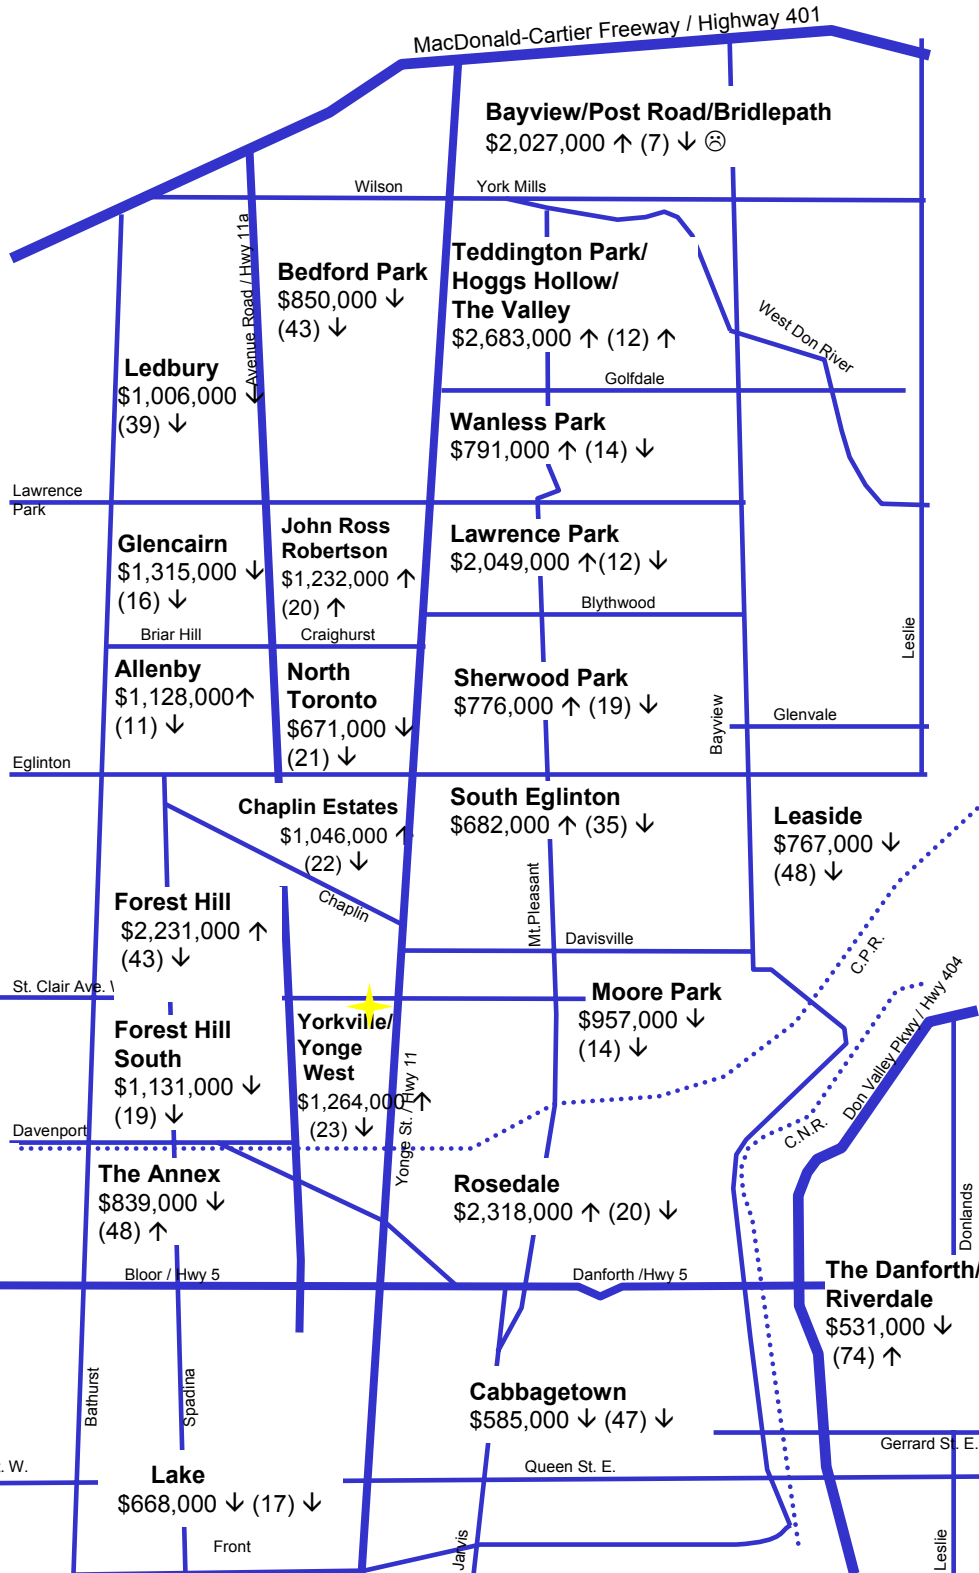 MacDonald-Cartier Freeway / Highway 401
Bayview/Post Road/Bridlepath
$2,027,000 ↑ (7) ↓ ☹
Wilson
York Mills
Avenue Road / Hwy 11a
Bedford Park
$850,000 ↓
(43) ↓
Teddington Park/
Hoggs Hollow/
The Valley
$2,683,000 ↑ (12) ↑
West Don River
Ledbury
$1,006,000 ↓
(39) ↓
Golfdale
Wanless Park
$791,000 ↑ (14) ↓
Lawrence
Park
Glencairn
$1,315,000 ↓
(16) ↓
John Ross
Robertson
$1,232,000 ↑
(20) ↑
Lawrence Park
$2,049,000 ↑(12) ↓
Blythwood
Leslie
Briar Hill
Craighurst
Allenby
$1,128,000↑
(11) ↓
North
Toronto
$671,000 ↓
(21) ↓
Sherwood Park
$776,000 ↑ (19) ↓
Bayview
Glenvale
Eglinton
Chaplin Estates
$1,046,000 ↑
(22) ↓
South Eglinton
$682,000 ↑ (35) ↓
Leaside
$767,000 ↓
(48) ↓
Chaplin
Mt.Pleasant
Forest Hill
$2,231,000 ↑
(43) ↓
Davisville
C.P.R.
St. Clair Ave.
Moore Park
$957,000 ↓
(14) ↓
Don Valley Pkwy / Hwy 404
Forest Hill
South
$1,131,000 ↓
(19) ↓
Yorkville/
Yonge
West
$1,264,000 ↑
(23) ↓
Yonge St. / Hwy 11
C.N.R.
Davenport
The Annex
$839,000 ↓
(48) ↑
Rosedale
$2,318,000 ↑ (20) ↓
Donlands
Bloor / Hwy 5
Danforth /Hwy 5
The Danforth/
Riverdale
$531,000 ↓
(74) ↑
Bathurst
Spadina
Cabbagetown
$585,000 ↓ (47) ↓
Gerrard St. E.
. W.
Lake
$668,000 ↓ (17) ↓
Queen St. E.
Front
Jarvis
Leslie